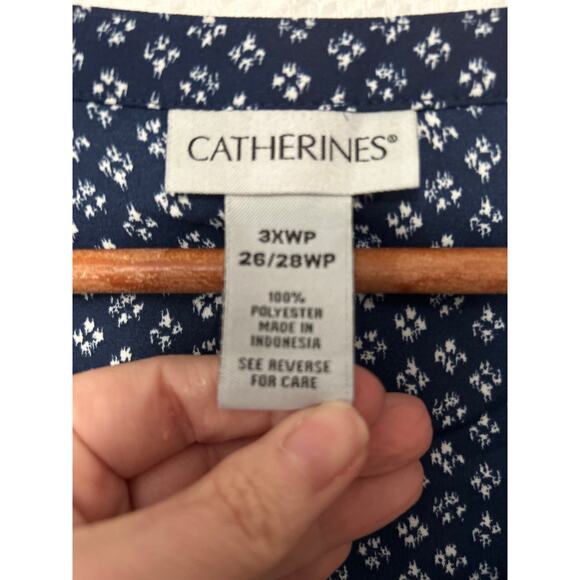 CATHERINES®
3XWP
26/28WP
100%
POLYESTER
MADE IN
INDONESIA
SEE REVERSE
FOR CARE